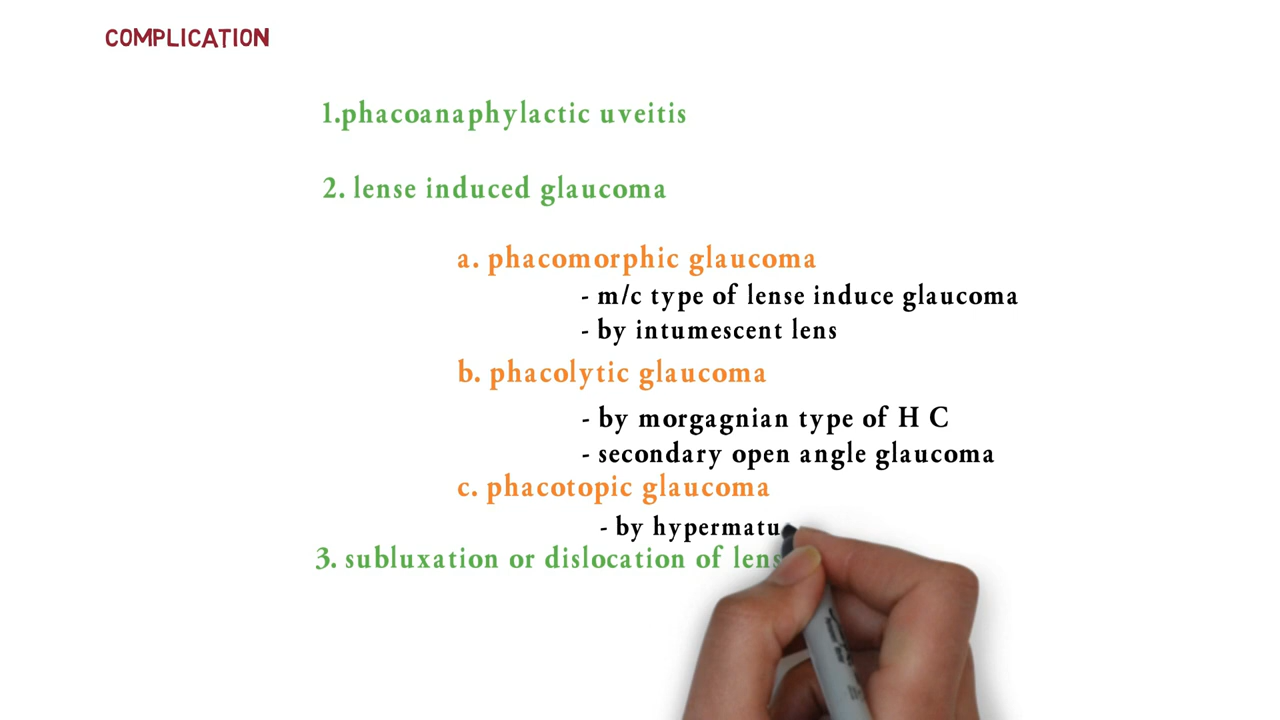 COMPLICATION
1.phacoanaphylactic uveitis
2. lense induced glaucoma
a. phacomorphic glaucoma
- m/c type of lense induce glaucoma
- by intumescent lens
b. phacolytic glaucoma
- by morgagnian type of H C
- secondary open angle glaucoma
c. phacotopic glaucoma
- by hypermatu
3. subluxation or dislocation of lens